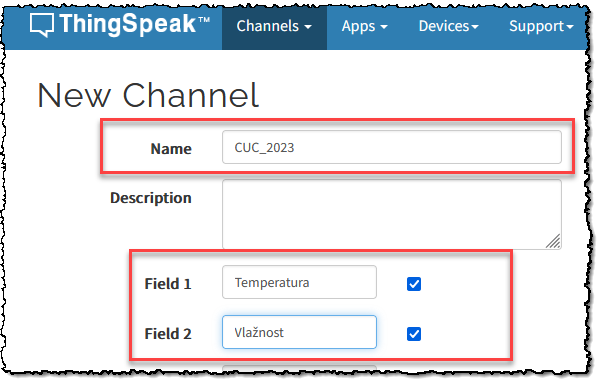 ThingSpeak™ Channels Apps Devices Support
New Channel
Name CUC_2023
Description
Field 1 Temperatura
Field 2 Vlažnost